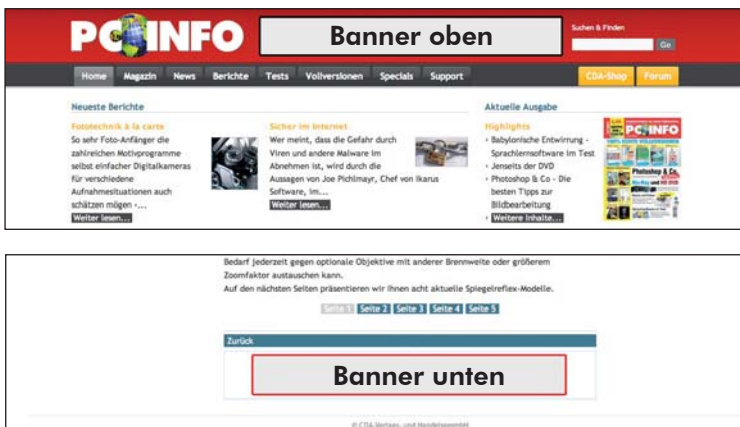 PC INFO
Banner oben
Suchen & Finden
Go
Home Magazin News Berichte Tests Vollversionen Specials Support CDA-Shop Forum
Neueste Berichte
Fototechnik à la carte
So sehr Foto-Anfänger die
zahlreichen Motivprogramme
selbst einfacher Digitalkameras
für verschiedene
Aufnahmesituationen auch
schätzen mögen -...
Weiter lesen...
Sicher im Internet
Wer meint, dass die Gefahr durch
Viren und andere Malware im
Abnehmen ist, wird durch die
Aussagen von Joe Pichlmayr, Chef von Ikarus
Software, im...
Weiter lesen...
Aktuelle Ausgabe
Highlights
› Babylonische Entwirrung -
Sprachlernsoftware im Test
› Jenseits der DVD
› Photoshop & Co - Die
besten Tipps zur
Bildbearbeitung
› Weitere Inhalte...
PC INFO
Photoshop & Co.
Bedarf jederzeit gegen optionale Objektive mit anderer Brennweite oder größerem
Zoomfaktor austauschen kann.
Auf den nächsten Seiten präsentieren wir Ihnen acht aktuelle Spiegelreflex-Modelle.
Seite 1 Seite 2 Seite 3 Seite 4 Seite 5
Zurück
Banner unten
© CDA-Verlags- und HandelsgesmbH